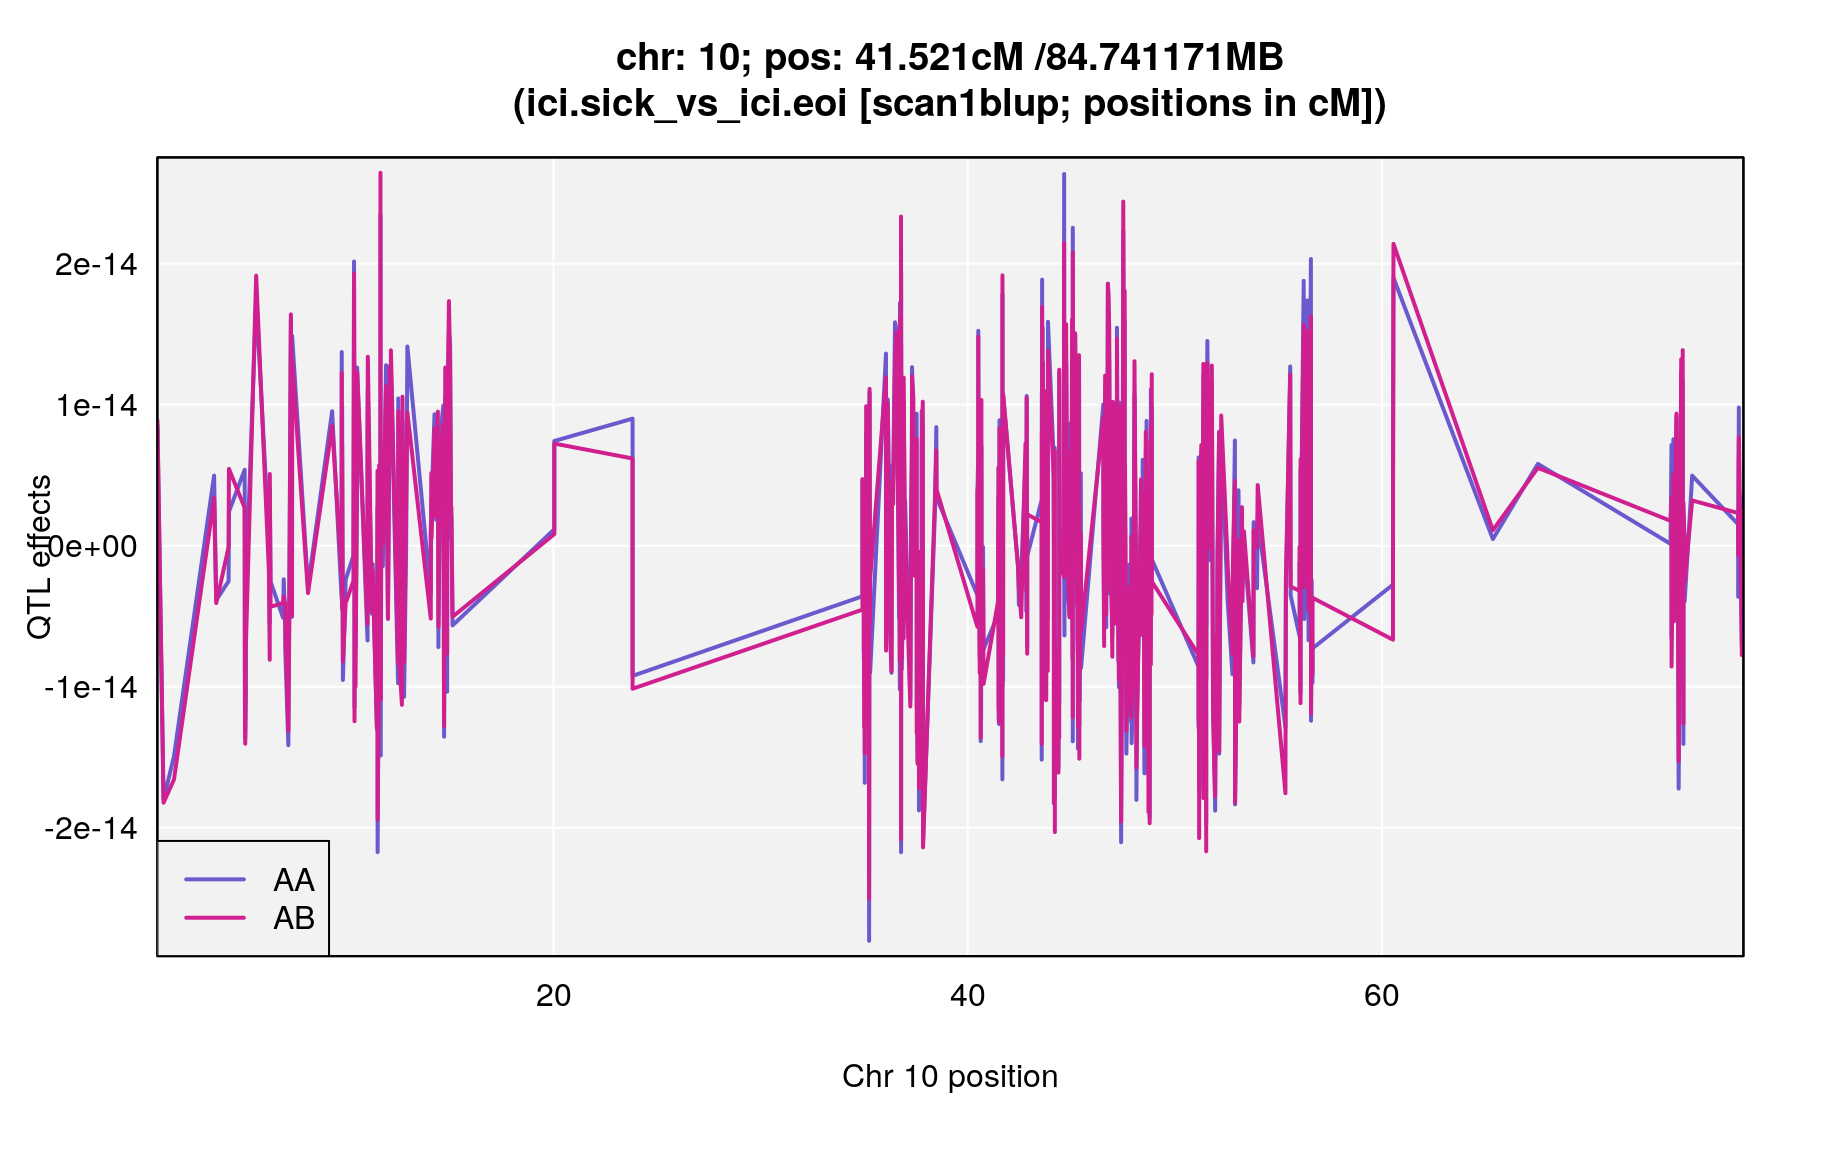 chr: 10; pos: 41.521cM /84.741171MB
(ici.sick_vs_ici.eoi [scan1blup; positions in cM])
QTL effects
2e-14
1e-14
0e+00
-1e-14
-2e-14
AA
AB
20
40
60
Chr 10 position